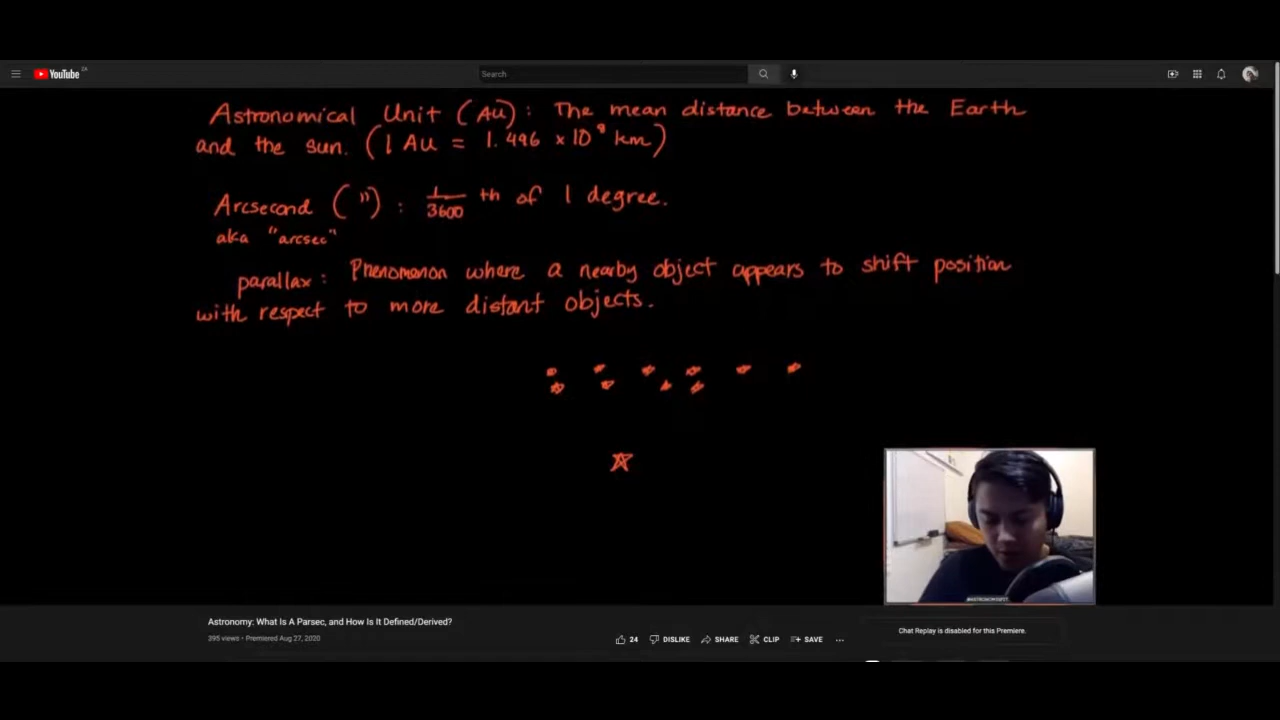 YouTube ZA
Search
Astronomical Unit (AU) : The mean distance between the Earth
and the sun. (1 AU = 1.496 x10⁸ km)
Arcsecond ( " ) : 1/3600 th of 1 degree.
aka "arcsec"
parallax : Phenomenon where a nearby object appears to shift position
with respect to more distant objects.
Astronomy: What Is A Parsec, and How Is It Defined/Derived?
395 views • Premiered Aug 27, 2020
24 DISLIKE SHARE CLIP SAVE ...
Chat Replay is disabled for this Premiere.